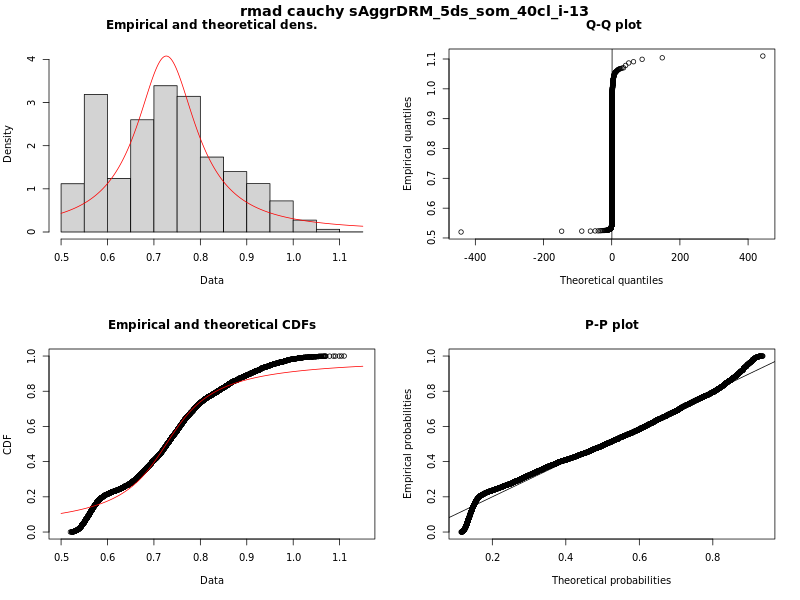 rmad cauchy sAggrDRM_5ds_som_40cl_i-13
Empirical and theoretical dens.
Density
0 1 2 3 4
0.5 0.6 0.7 0.8 0.9 1.0 1.1
Data
Q-Q plot
Empirical quantiles
0.5 0.6 0.7 0.8 0.9 1.0 1.1
-400 -200 0 200 400
Theoretical quantiles
Empirical and theoretical CDFs
CDF
0.0 0.2 0.4 0.6 0.8 1.0
0.5 0.6 0.7 0.8 0.9 1.0 1.1
Data
P-P plot
Empirical probabilities
0.0 0.2 0.4 0.6 0.8 1.0
0.2 0.4 0.6 0.8
Theoretical probabilities